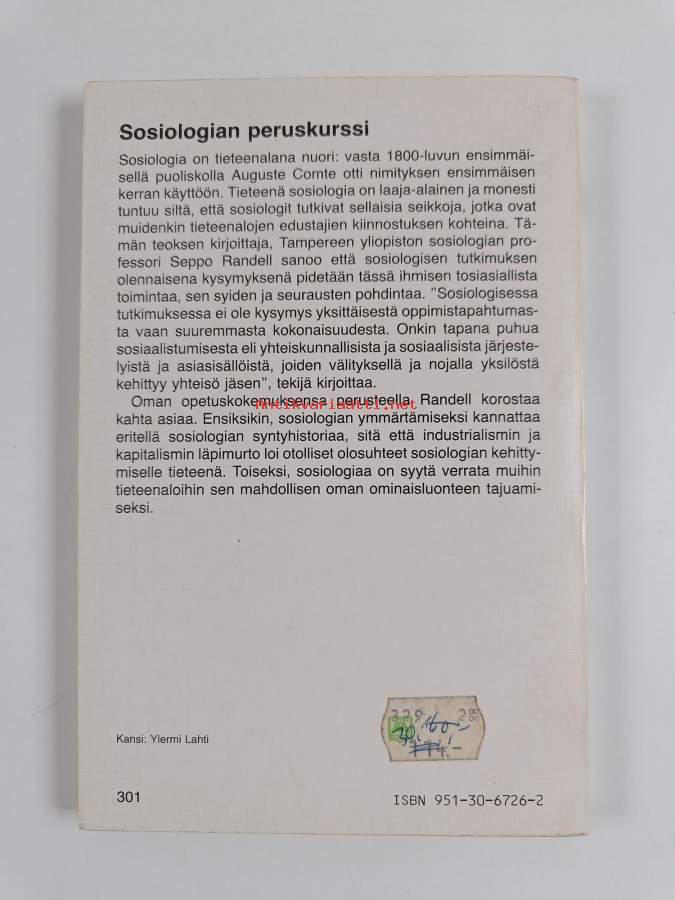 Sosiologian peruskurssi
Sosiologia on tieteenalana nuori: vasta 1800-luvun ensimmäi-
sellä puoliskolla Auguste Comte otti nimityksen ensimmäisen
kerran käyttöön. Tieteenä sosiologia on laaja-alainen ja monesti
tuntuu siltä, että sosiologit tutkivat sellaisia seikkoja, jotka ovat
muidenkin tieteenalojen edustajien kiinnostuksen kohteina. Tä-
män teoksen kirjoittaja, Tampereen yliopiston sosiologian pro-
fessori Seppo Randell sanoo että sosiologisen tutkimuksen
olennaisena kysymyksenä pidetään tässä ihmisen tosiasiallista
toimintaa, sen syiden ja seurausten pohdintaa. "Sosiologisessa
tutkimuksessa ei ole kysymys yksittäisestä oppimistapahtumas-
ta vaan suuremmasta kokonaisuudesta. Onkin tapana puhua
sosiaalistumisesta eli yhteiskunnallisista ja sosiaalisista järjeste-
lyistä ja asiasisällöistä, joiden välityksellä ja nojalla yksilöstä
kehittyy yhteisö jäsen", tekijä kirjoittaa.
Oman opetuskokemuksensa perusteella Randell korostaa
Antikvariaatti.net
kahta asiaa. Ensiksikin, sosiologian ymmärtämiseksi kannattaa
eritellä sosiologian syntyhistoriaa, sitä että industrialismin ja
kapitalismin läpimurto loi otolliset olosuhteet sosiologian kehitty-
miselle tieteenä. Toiseksi, sosiologiaa on syytä verrata muihin
tieteenaloihin sen mahdollisen oman ominaisluonteen tajuami-
seksi.
Kansi: Ylermi Lahti
301
ISBN 951-30-6726-2